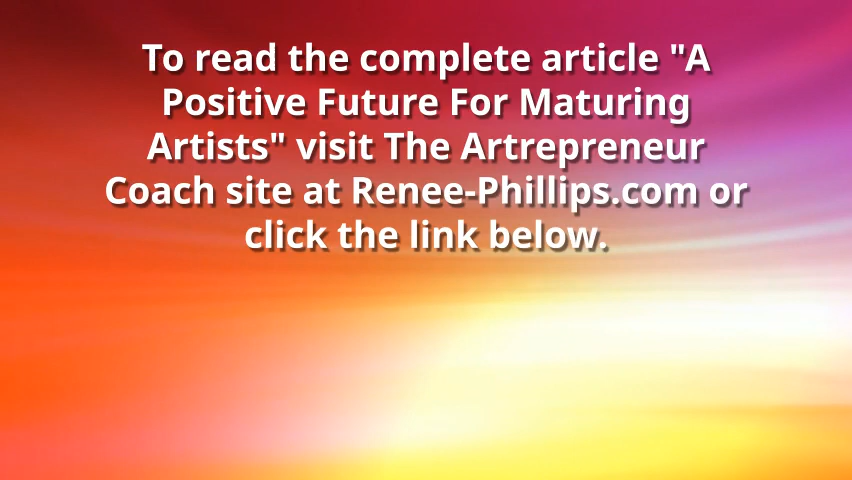 To read the complete article "A
Positive Future For Maturing
Artists" visit The Artrepreneur
Coach site at Renee-Phillips.com or
click the link below.